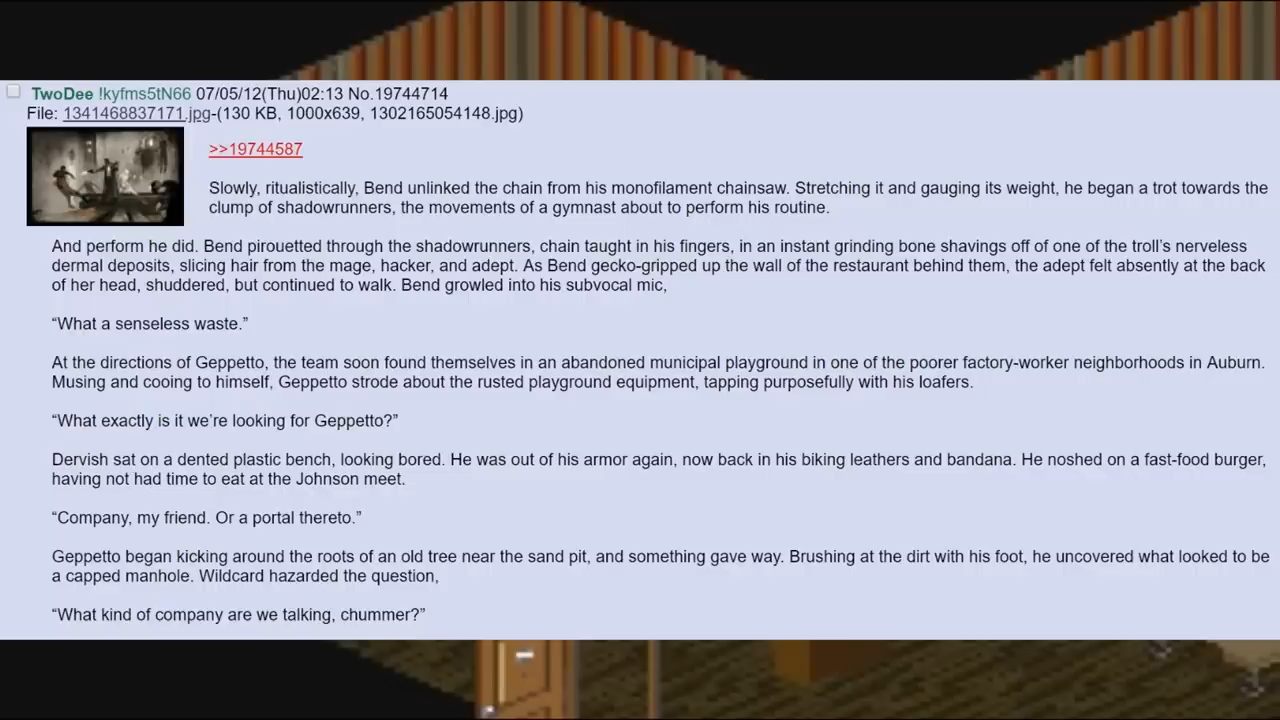 TwoDee !kyfms5tN66 07/05/12(Thu)02:13 No.19744714
File: 1341468837171.jpg-(130 KB, 1000x639, 1302165054148.jpg)
>>19744587
Slowly, ritualistically, Bend unlinked the chain from his monofilament chainsaw. Stretching it and gauging its weight, he began a trot towards the
clump of shadowrunners, the movements of a gymnast about to perform his routine.
And perform he did. Bend pirouetted through the shadowrunners, chain taught in his fingers, in an instant grinding bone shavings off of one of the troll's nerveless
dermal deposits, slicing hair from the mage, hacker, and adept. As Bend gecko-gripped up the wall of the restaurant behind them, the adept felt absently at the back
of her head, shuddered, but continued to walk. Bend growled into his subvocal mic,
“What a senseless waste.”
At the directions of Geppetto, the team soon found themselves in an abandoned municipal playground in one of the poorer factory-worker neighborhoods in Auburn.
Musing and cooing to himself, Geppetto strode about the rusted playground equipment, tapping purposefully with his loafers.
“What exactly is it we’re looking for Geppetto?”
Dervish sat on a dented plastic bench, looking bored. He was out of his armor again, now back in his biking leathers and bandana. He noshed on a fast-food burger,
having not had time to eat at the Johnson meet.
“Company, my friend. Or a portal thereto.”
Geppetto began kicking around the roots of an old tree near the sand pit, and something gave way. Brushing at the dirt with his foot, he uncovered what looked to be
a capped manhole. Wildcard hazarded the question,
“What kind of company are we talking, chummer?”